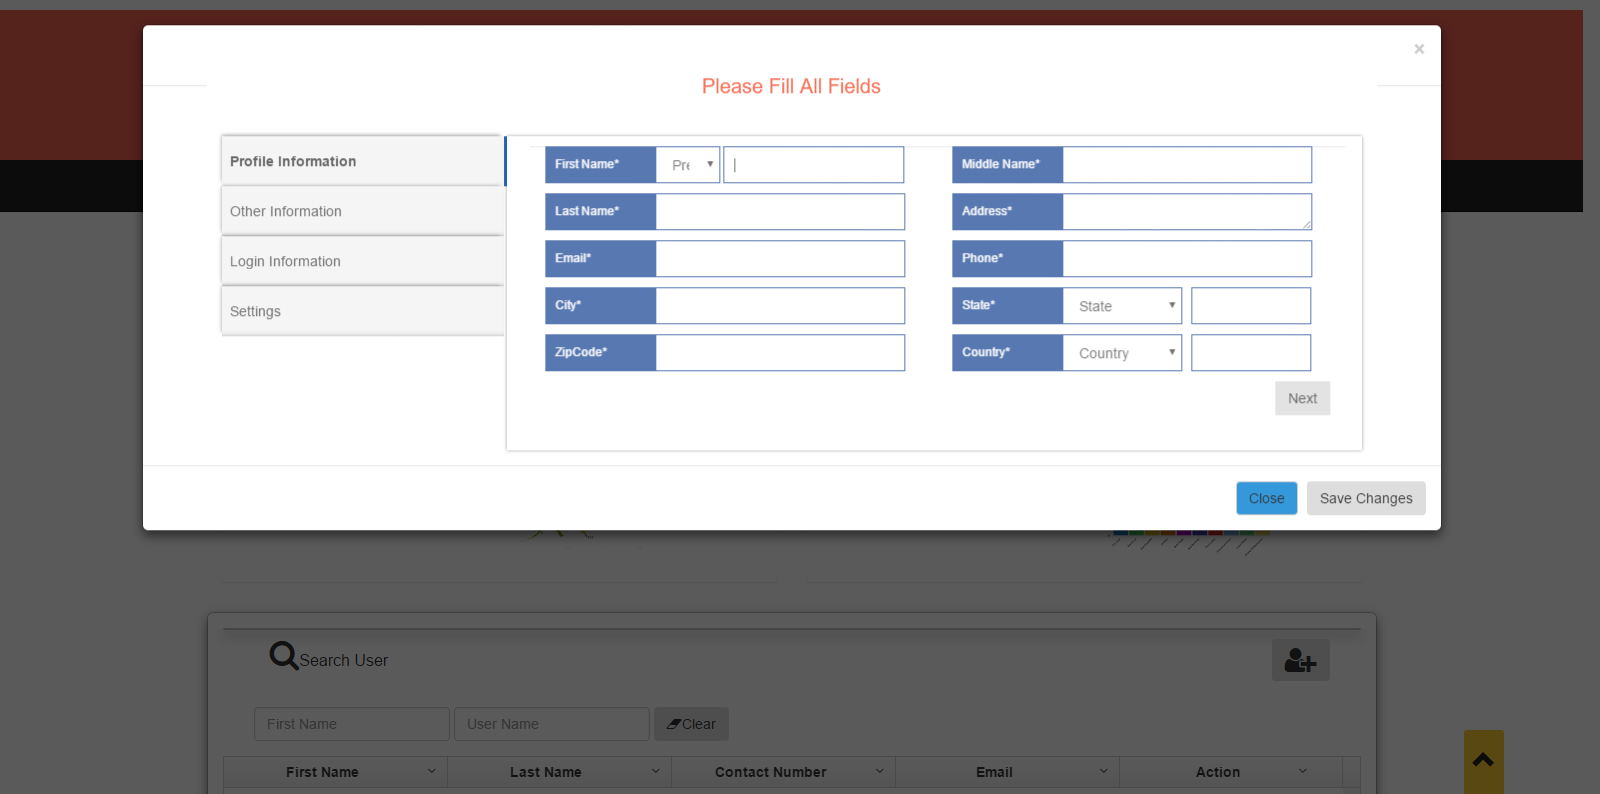 ×
Please Fill All Fields
Profile Information
Other Information
Login Information
Settings
First Name* Pre
Middle Name*
Last Name*
Address*
Email*
Phone*
City*
State* State
ZipCode*
Country* Country
Next
Close Save Changes
Search User
First Name User Name Clear
First Name Last Name Contact Number Email Action